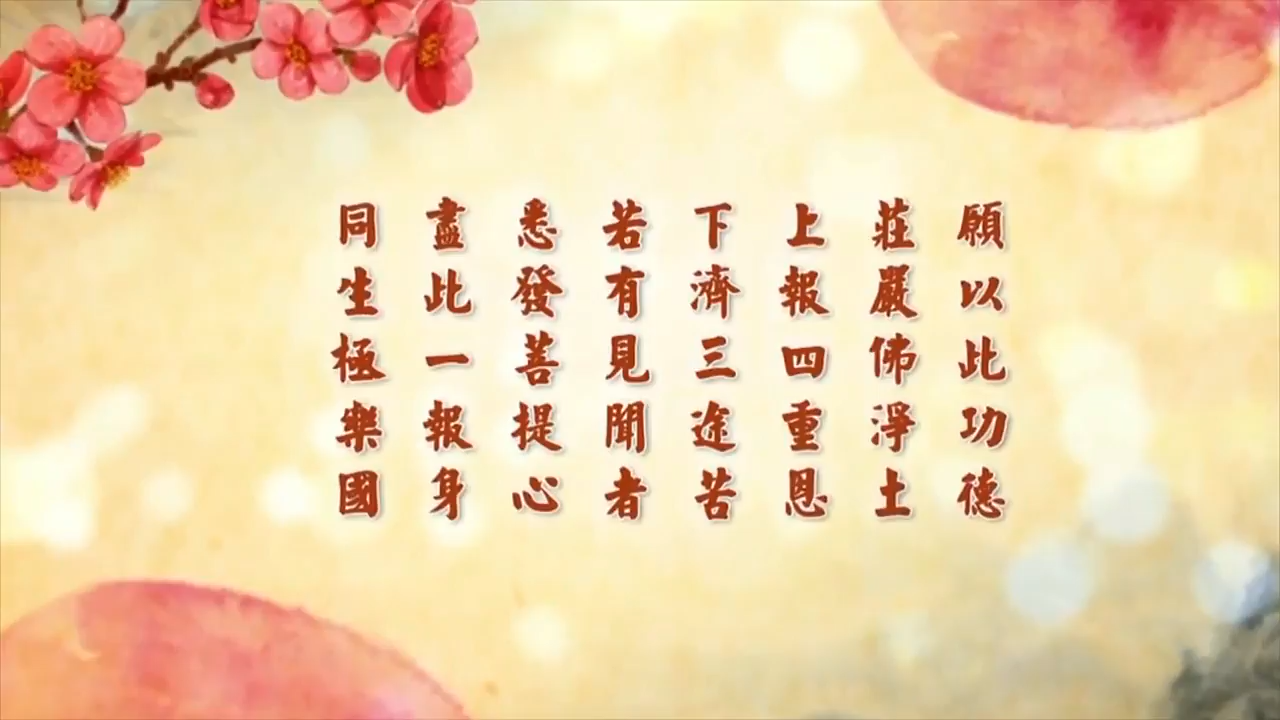 願以此功德
莊嚴佛淨土
上報四重恩
下濟三途苦
若有見聞者
悉發菩提心
盡此一報身
同生極樂國